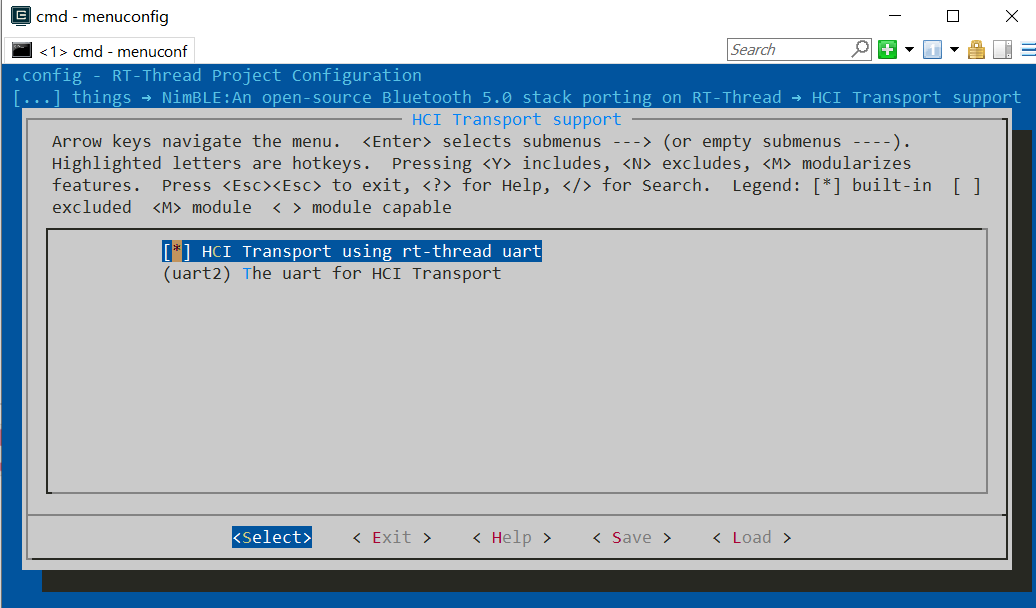 cmd - menuconfig
<1> cmd - menuconf
Search
.config - RT-Thread Project Configuration
[...] things → NimBLE:An open-source Bluetooth 5.0 stack porting on RT-Thread → HCI Transport support
HCI Transport support
Arrow keys navigate the menu.  <Enter> selects submenus ---> (or empty submenus ----).
Highlighted letters are hotkeys.  Pressing <Y> includes, <N> excludes, <M> modularizes
features.  Press <Esc><Esc> to exit, <?> for Help, </> for Search.  Legend: [*] built-in  [ ]
excluded  <M> module  < > module capable
[*] HCI Transport using rt-thread uart
(uart2) The uart for HCI Transport
<Select>    < Exit >    < Help >    < Save >    < Load >